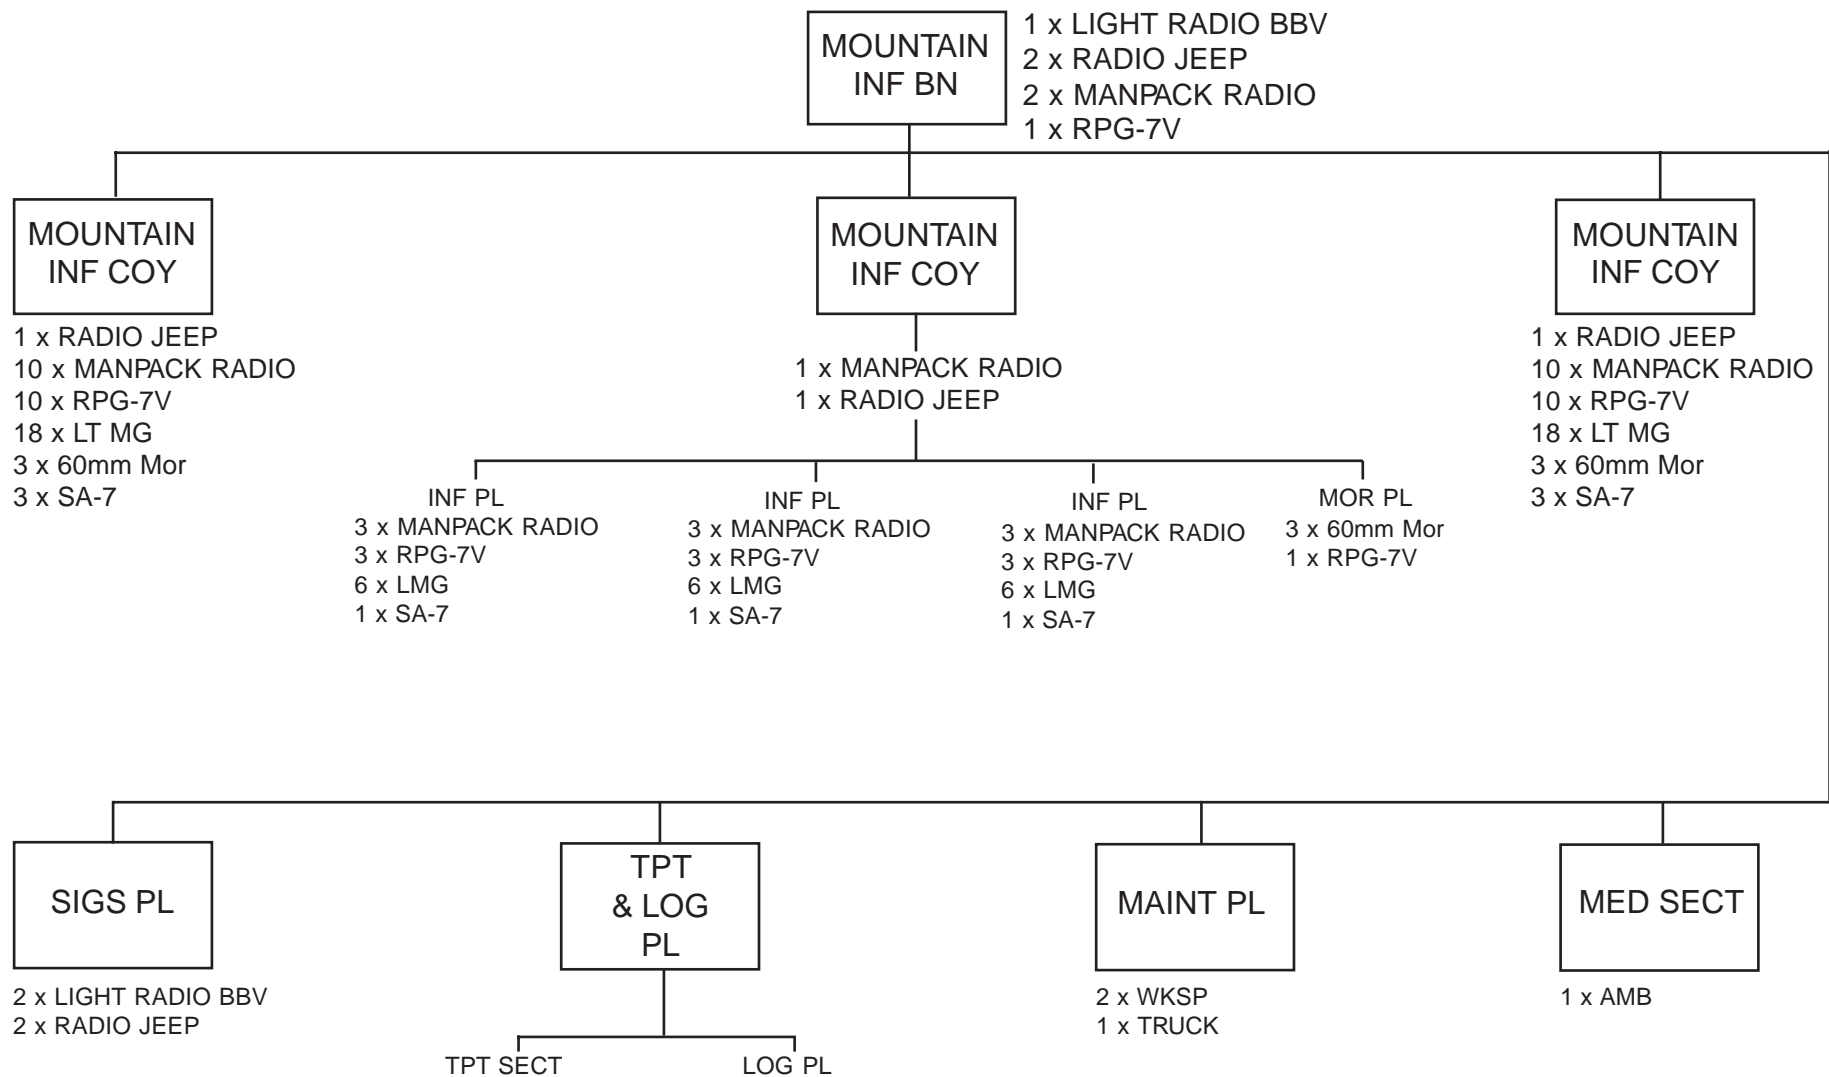 MOUNTAIN
INF BN
1 x LIGHT RADIO BBV
2 x RADIO JEEP
2 x MANPACK RADIO
1 x RPG-7V
MOUNTAIN
INF COY
1 x RADIO JEEP
10 x MANPACK RADIO
10 x RPG-7V
18 x LT MG
3 x 60mm Mor
3 x SA-7
MOUNTAIN
INF COY
1 x MANPACK RADIO
1 x RADIO JEEP
INF PL
3 x MANPACK RADIO
3 x RPG-7V
6 x LMG
1 x SA-7
INF PL
3 x MANPACK RADIO
3 x RPG-7V
6 x LMG
1 x SA-7
INF PL
3 x MANPACK RADIO
3 x RPG-7V
6 x LMG
1 x SA-7
MOR PL
3 x 60mm Mor
1 x RPG-7V
MOUNTAIN
INF COY
1 x RADIO JEEP
10 x MANPACK RADIO
10 x RPG-7V
18 x LT MG
3 x 60mm Mor
3 x SA-7
SIGS PL
2 x LIGHT RADIO BBV
2 x RADIO JEEP
TPT
& LOG
PL
TPT SECT
LOG PL
MAINT PL
2 x WKSP
1 x TRUCK
MED SECT
1 x AMB